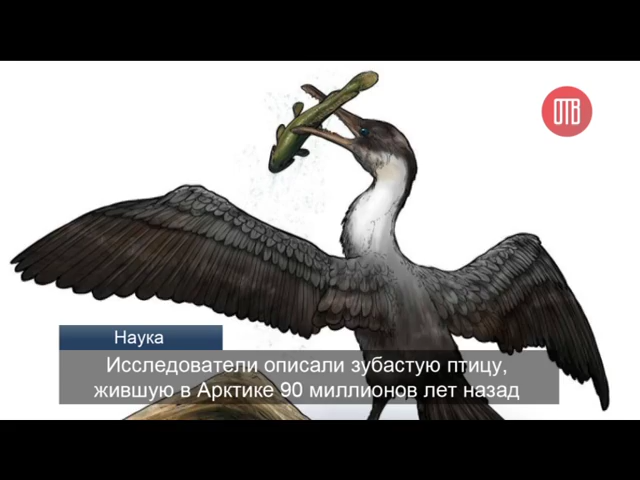 ОТВ
Наука
Исследователи описали зубастую птицу,
жившую в Арктике 90 миллионов лет назад